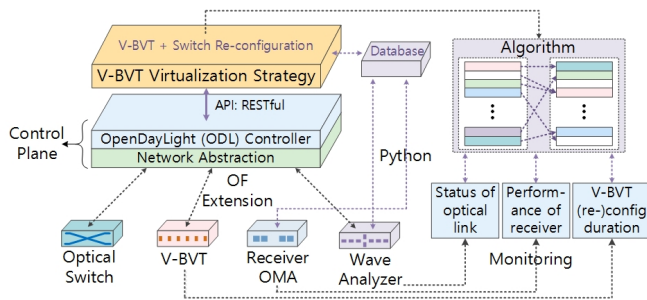 V-BVT + Switch Re-configuration
V-BVT Virtualization Strategy
Database
Algorithm
API: RESTful
OpenDayLight (ODL) Controller
Network Abstraction
Control
Plane
Python
OF
Extension
Optical
Switch
V-BVT
Receiver
OMA
Wave
Analyzer
Status of
optical
link
Perform-
ance of
receiver
V-BVT
(re-)config
duration
Monitoring